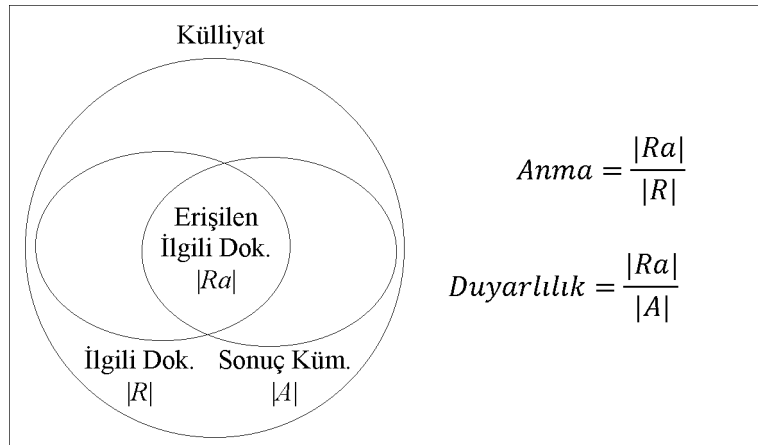 Külliyat
Erişilen
İlgili Dok.
|Ra|
İlgili Dok.
|R|
Sonuç Küm.
|A|
Anma = |Ra| / |R|
Duyarlılık = |Ra| / |A|